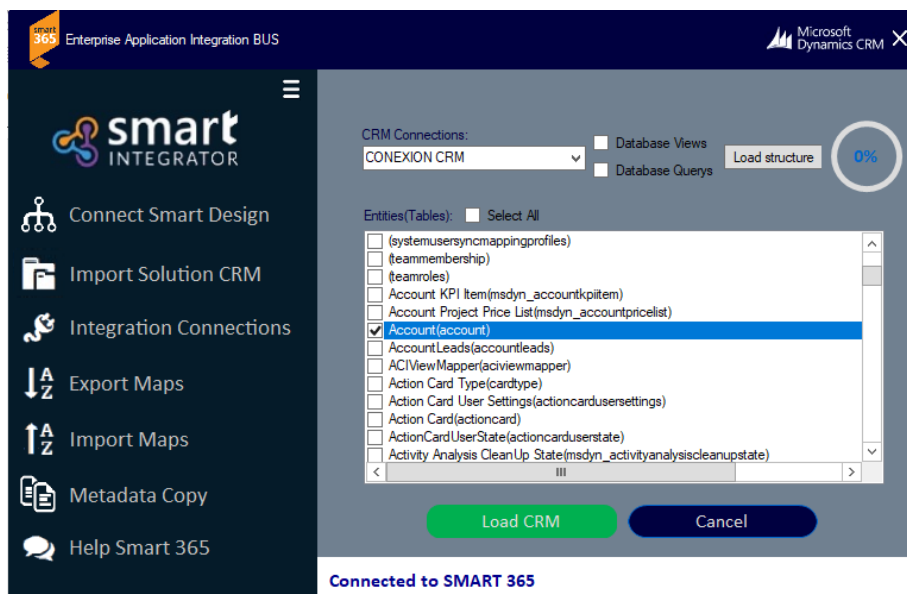 smart
365
Enterprise Application Integration BUS
Microsoft
Dynamics CRM
smart
INTEGRATOR
Connect Smart Design
Import Solution CRM
Integration Connections
Export Maps
Import Maps
Metadata Copy
Help Smart 365
CRM Connections:
CONEXION CRM
Database Views
Database Querys
Load structure
0%
Entities(Tables):
Select All
(systemusersyncmappingprofiles)
(teammembership)
(teamroles)
Account KPI Item(msdyn_accountkpiitem)
Account Project Price List(msdyn_accountpricelist)
Account(account)
AccountLeads(accountleads)
ACIViewMapper(aciviewmapper)
Action Card Type(cardtype)
Action Card User Settings(actioncardusersettings)
Action Card(actioncard)
ActionCardUserState(actioncarduserstate)
Activity Analysis CleanUp State(msdyn_activityanalysiscleanupstate)
Load CRM
Cancel
Connected to SMART 365